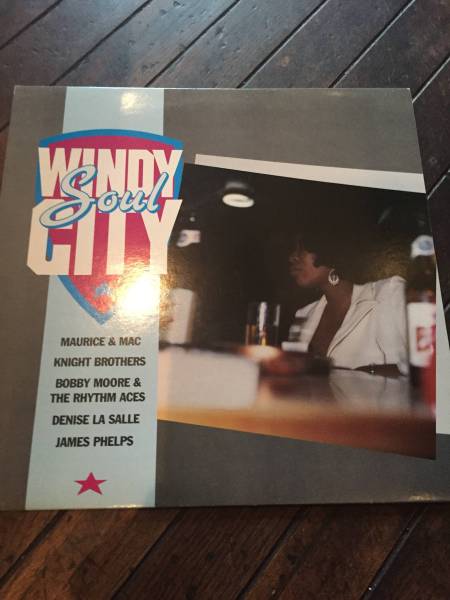 WINDY
Soul
CITY
MAURICE & MAC
KNIGHT BROTHERS
BOBBY MOORE &
THE RHYTHM ACES
DENISE LA SALLE
JAMES PHELPS